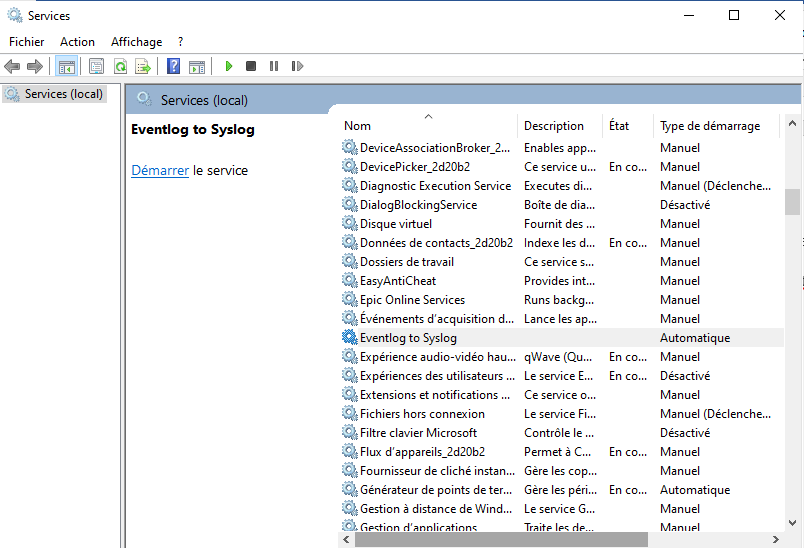 Services
Fichier Action Affichage ?
Services (local)
Services (local)
Eventlog to Syslog
Démarrer le service
Nom Description État Type de démarrage
DeviceAssociationBroker_2... Enables app... Manuel
DevicePicker_2d20b2 Ce service u... En co... Manuel
Diagnostic Execution Service Executes di... Manuel (Déclenche...
DialogBlockingService Boîte de dia... Désactivé
Disque virtuel Fournit des ... Manuel
Données de contacts_2d20b2 Indexe les d... En co... Manuel
Dossiers de travail Ce service s... Manuel
EasyAntiCheat Provides int... Manuel
Epic Online Services Runs backg... Manuel
Événements d'acquisition d... Lance les ap... Manuel
Eventlog to Syslog Automatique
Expérience audio-vidéo hau... qWave (Qu... En co... Manuel
Expériences des utilisateurs ... Le service E... En co... Désactivé
Extensions et notifications ... Ce service o... Manuel
Fichiers hors connexion Le service Fi... Manuel (Déclenche...
Filtre clavier Microsoft Contrôle le ... Désactivé
Flux d'appareils_2d20b2 Permet à C... En co... Manuel
Fournisseur de cliché instan... Gère les cop... Manuel
Générateur de points de ter... Gère les péri... En co... Automatique
Gestion à distance de Wind... Le service G... Manuel
Gestion d'applications Traite les de... Manuel